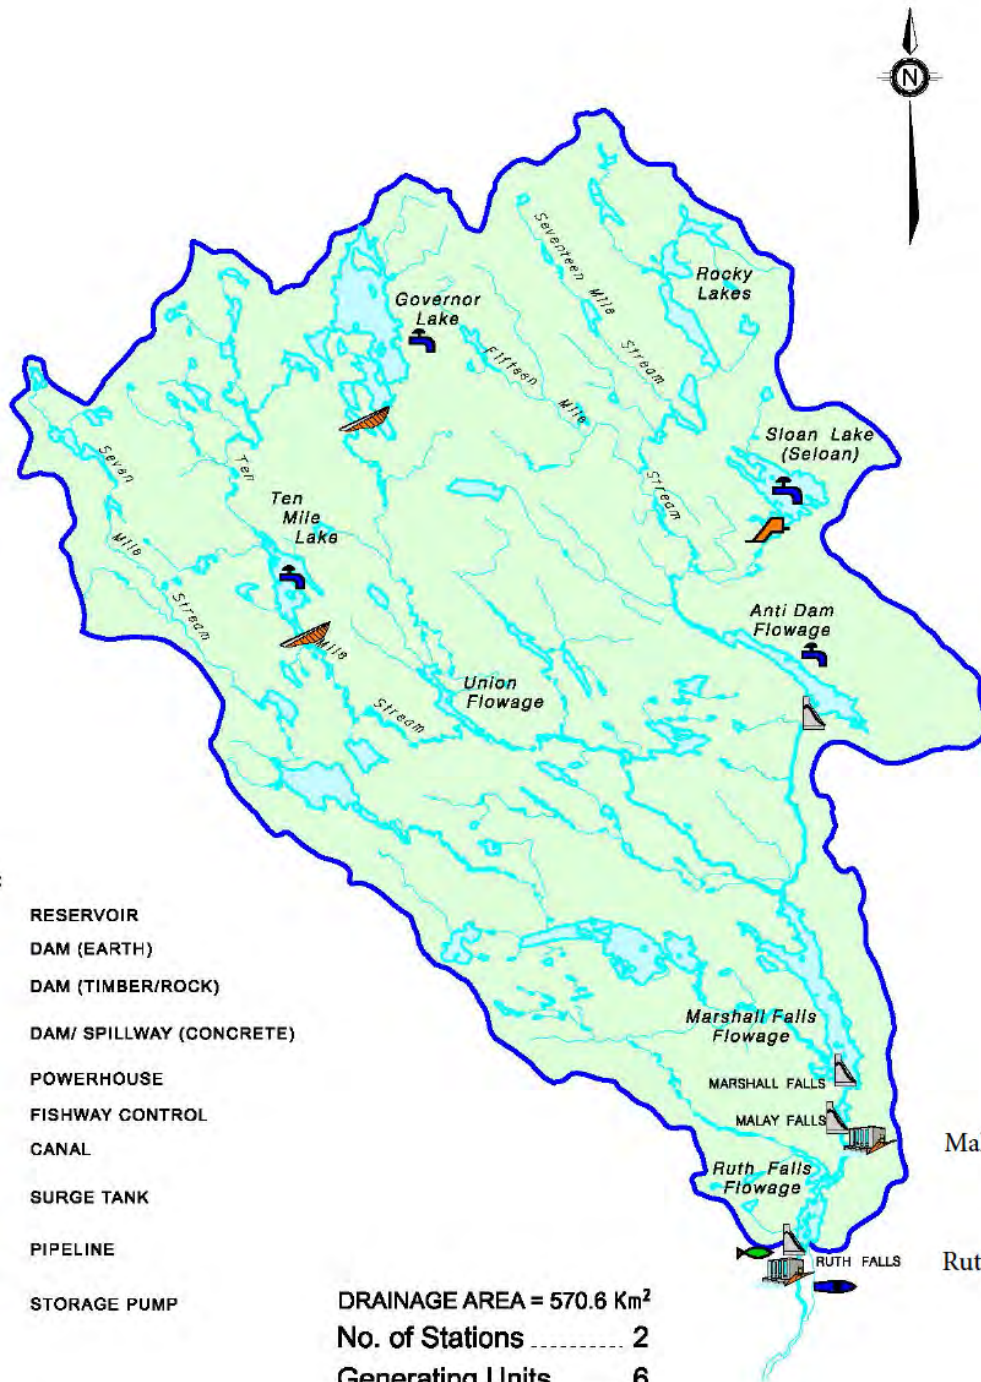 N
Seventeen Mile Stream
Rocky
Lakes
Governor
Lake
Fifteen Mile Stream
Sloan Lake
(Seloan)
Seven Mile Stream
Ten Mile Stream
Ten
Mile
Lake
Anti Dam
Flowage
Union
Flowage
:
RESERVOIR
DAM (EARTH)
DAM (TIMBER/ROCK)
DAM/ SPILLWAY (CONCRETE)
POWERHOUSE
FISHWAY CONTROL
CANAL
SURGE TANK
PIPELINE
STORAGE PUMP
Marshall Falls
Flowage
MARSHALL FALLS
MALAY FALLS
Mal
Ruth Falls
Flowage
RUTH FALLS
Rut
DRAINAGE AREA = 570.6 Km²
No. of Stations .......... 2
Generating Units 6